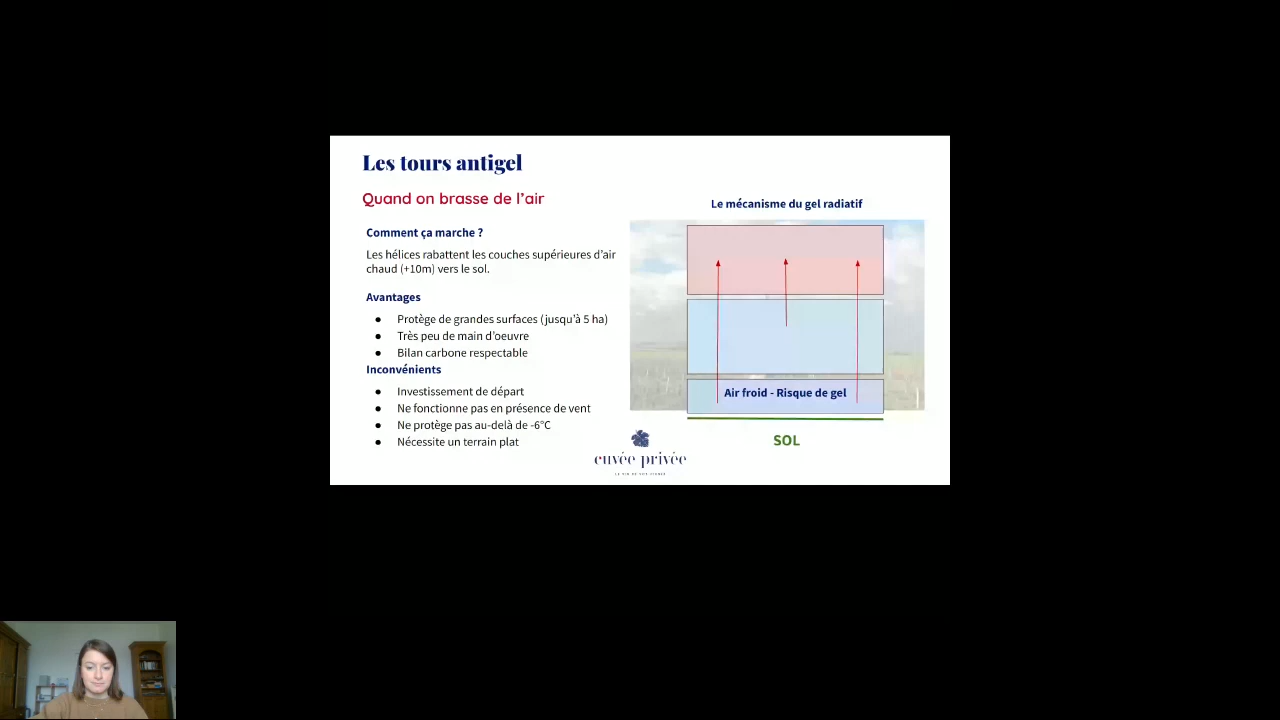 Les tours antigel
Quand on brasse de l'air
Comment ça marche ?
Les hélices rabattent les couches supérieures d'air
chaud (+10m) vers le sol.
Avantages
● Protège de grandes surfaces (jusqu'à 5 ha)
● Très peu de main d'oeuvre
● Bilan carbone respectable
Inconvénients
● Investissement de départ
● Ne fonctionne pas en présence de vent
● Ne protège pas au-delà de -6°C
● Nécessite un terrain plat
Le mécanisme du gel radiatif
Air froid - Risque de gel
SOL
cuvée privée